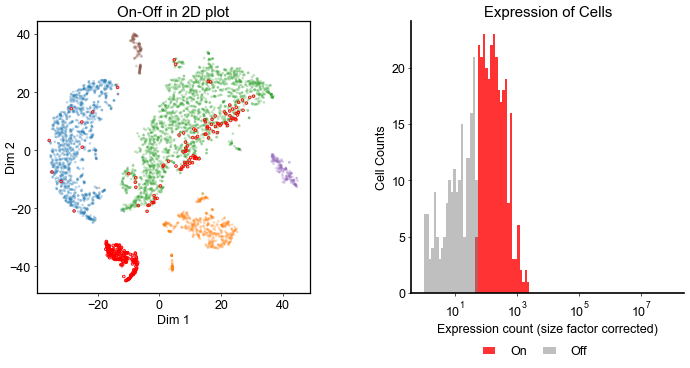 On-Off in 2D plot
40
20
0
−20
−40
Dim 2
−20
0
20
40
Dim 1
Expression of Cells
20
15
10
5
0
Cell Counts
10^1
10^3
10^5
10^7
Expression count (size factor corrected)
On
Off